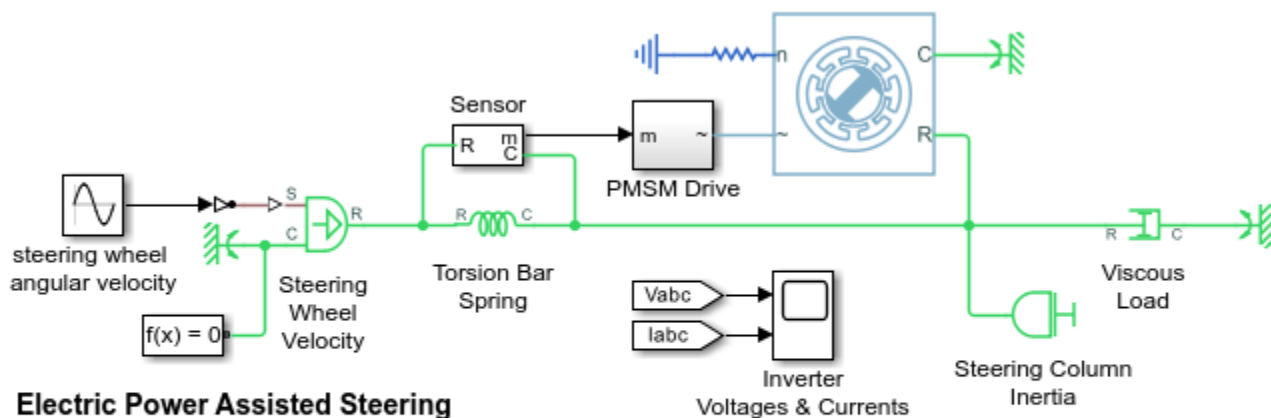 n
C
Sensor
R
m
C
m
~
~
R
PMSM Drive
S
R
C
R
C
R
C
steering wheel
angular velocity
Steering
Wheel
Velocity
Torsion Bar
Spring
Viscous
Load
Vabc
Iabc
f(x) = 0
Steering Column
Inertia
Inverter
Voltages & Currents
Electric Power Assisted Steering